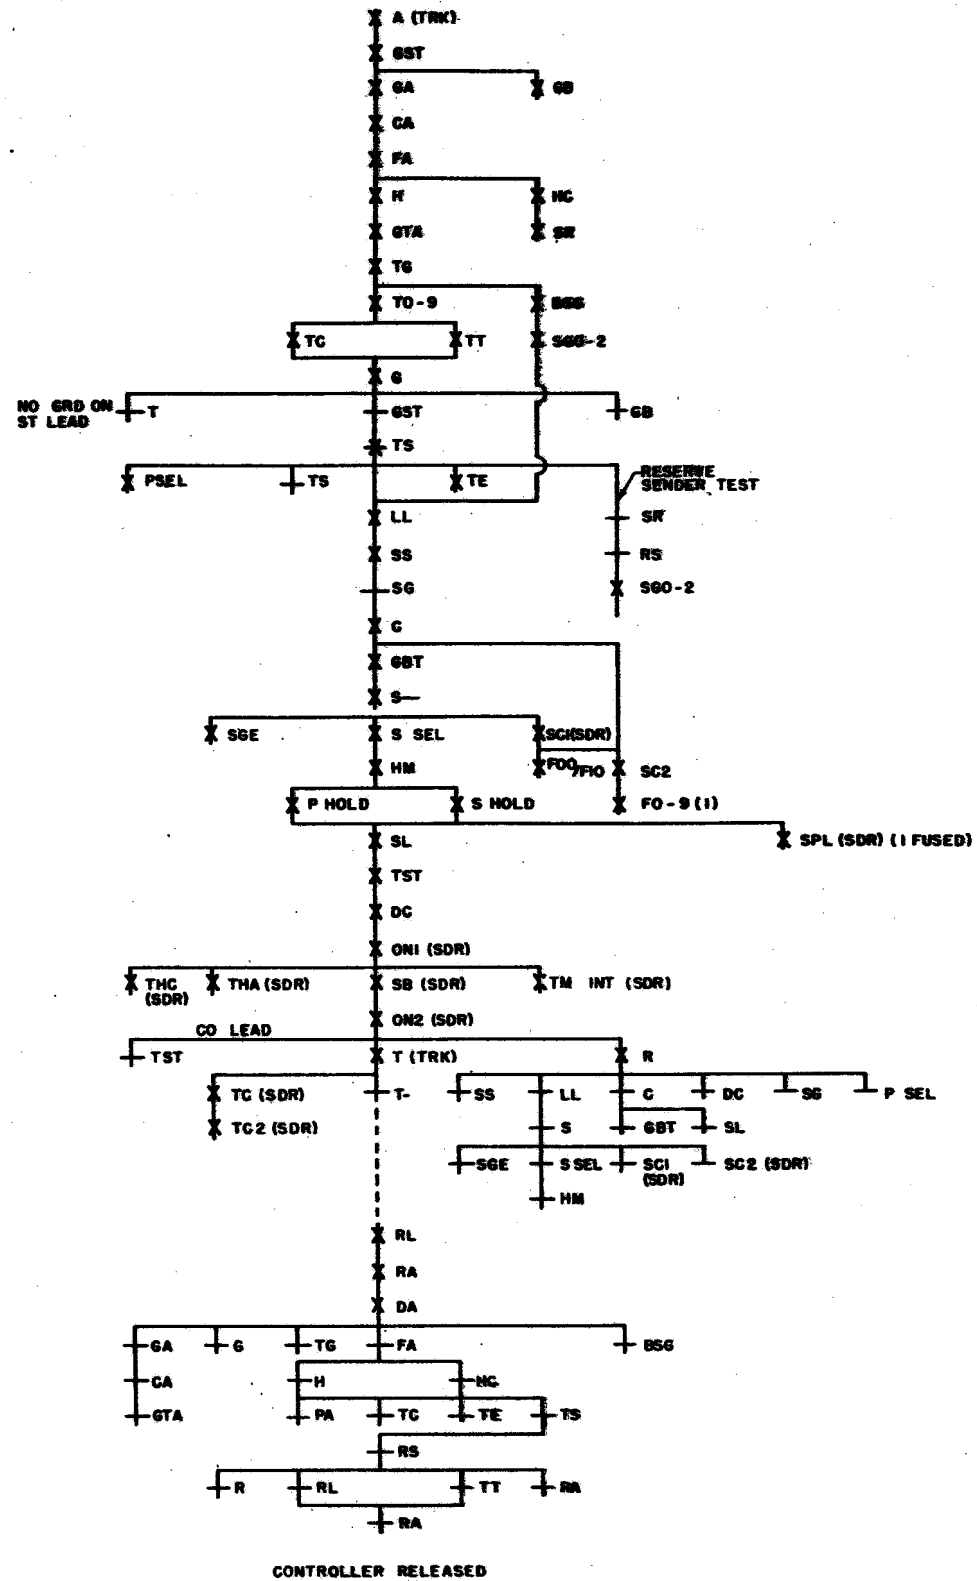 A (TRK)
GST
GA
GB
CA
FA
H
HC
GTA
SR
TG
TO-9
BSG
TC
TT
SGO-2
G
NO GRD ON
ST LEAD
T
GST
GB
TS
PSEL
TS
TE
RESERVE
SENDER TEST
LL
SR
SS
RS
SG
SGO-2
C
GBT
S—
SGE
S SEL
SC1(SDR)
HM
FOO/F10
SC2
P HOLD
S HOLD
FO-9 (1)
SL
SPL (SDR) (1 FUSED)
TST
DC
ON1 (SDR)
THC
(SDR)
THA (SDR)
SB (SDR)
TM INT (SDR)
ON2 (SDR)
CO LEAD
TST
T (TRK)
R
TC (SDR)
T-
SS
LL
C
DC
SG
P SEL
TC2 (SDR)
S
GBT
SL
SGE
S SEL
SC1
(SDR)
SC2 (SDR)
HM
RL
RA
DA
GA
G
TG
FA
BSG
CA
H
HC
GTA
PA
TC
TE
TS
RS
R
RL
TT
RA
RA
CONTROLLER RELEASED